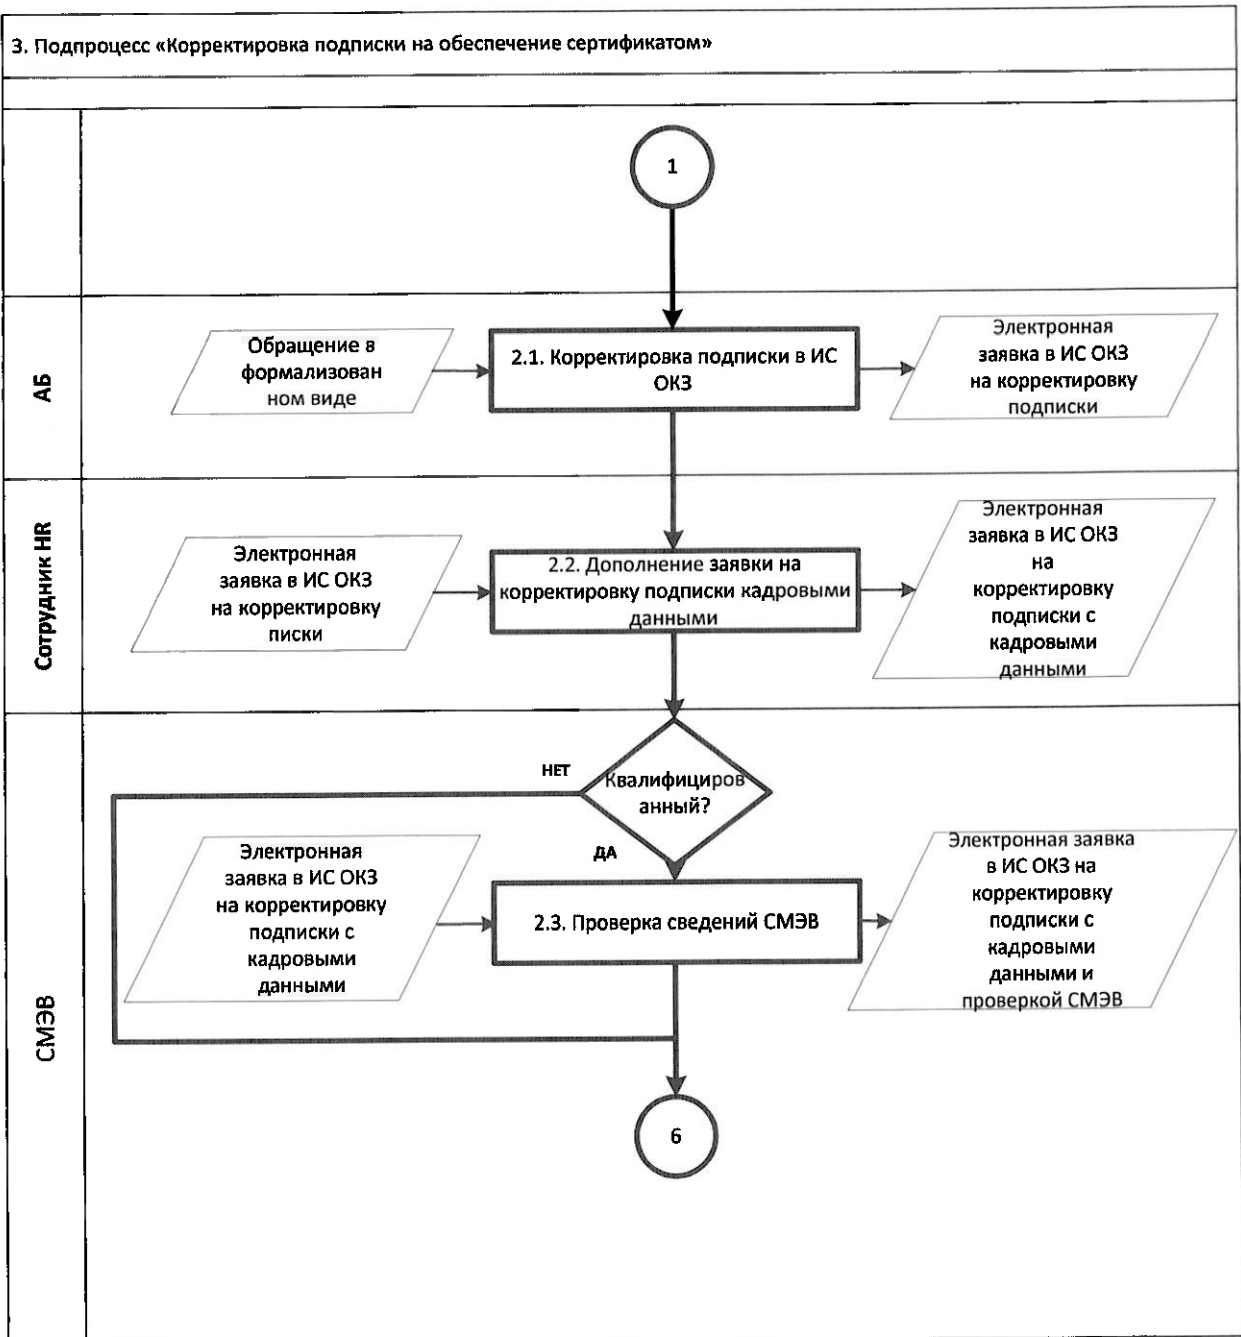 3. Подпроцесс «Корректировка подписки на обеспечение сертификатом»
1
АБ
Обращение в
формализован
ном виде
2.1. Корректировка подписки в ИС
ОКЗ
Электронная
заявка в ИС ОКЗ
на корректировку
подписки
Сотрудник HR
Электронная
заявка в ИС ОКЗ
на корректировку
писки
2.2. Дополнение заявки на
корректировку подписки кадровыми
данными
Электронная
заявка в ИС ОКЗ
на
корректировку
подписки с
кадровыми
данными
СМЭВ
НЕТ
Квалифициров
анный?
ДА
Электронная
заявка в ИС ОКЗ
на корректировку
подписки с
кадровыми
данными
2.3. Проверка сведений СМЭВ
Электронная заявка
в ИС ОКЗ на
корректировку
подписки с
кадровыми
данными и
проверкой СМЭВ
6